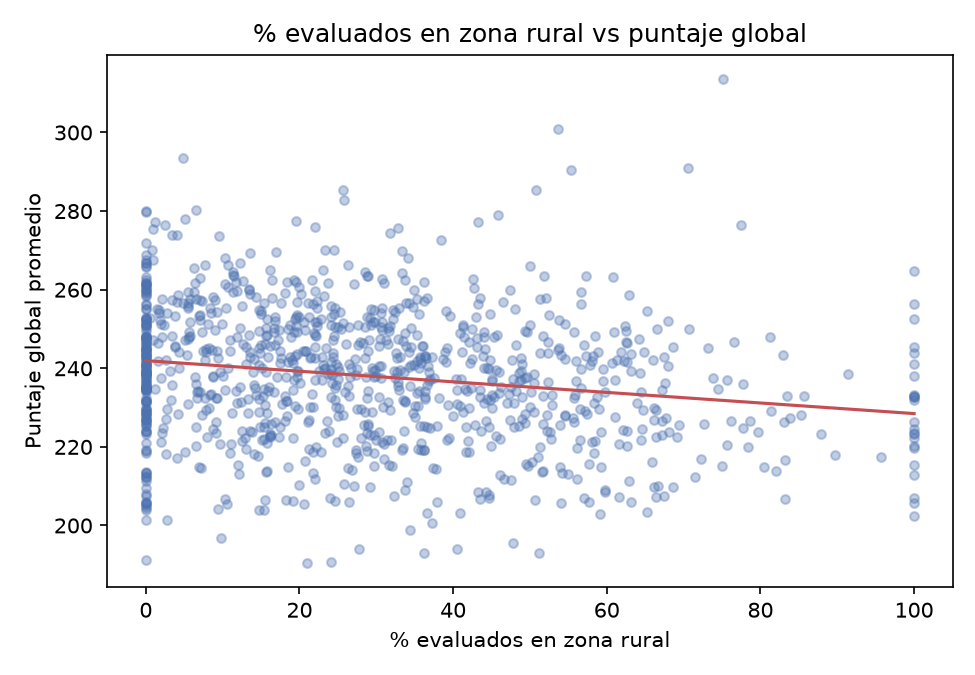 % evaluados en zona rural vs puntaje global
Puntaje global promedio
300
280
260
240
220
200
0 20 40 60 80 100
% evaluados en zona rural